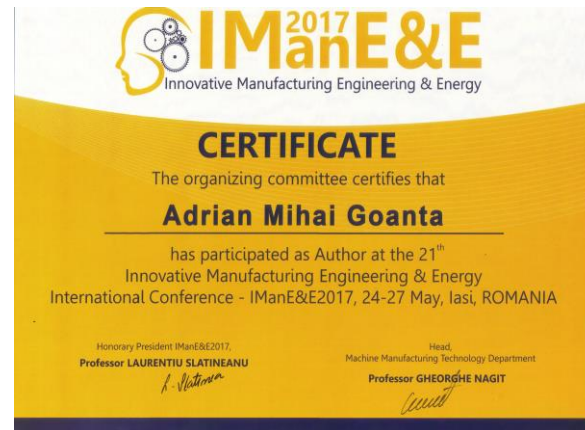 IManE&E
2017
Innovative Manufacturing Engineering & Energy
CERTIFICATE
The organizing committee certifies that
Adrian Mihai Goanta
has participated as Author at the 21th
Innovative Manufacturing Engineering & Energy
International Conference - IManE&E2017, 24-27 May, Iasi, ROMANIA
Honorary President IManE&E2017,
Professor LAURENTIU SLATINEANU
Head,
Machine Manufacturing Technology Department
Professor GHEORGHE NAGIT